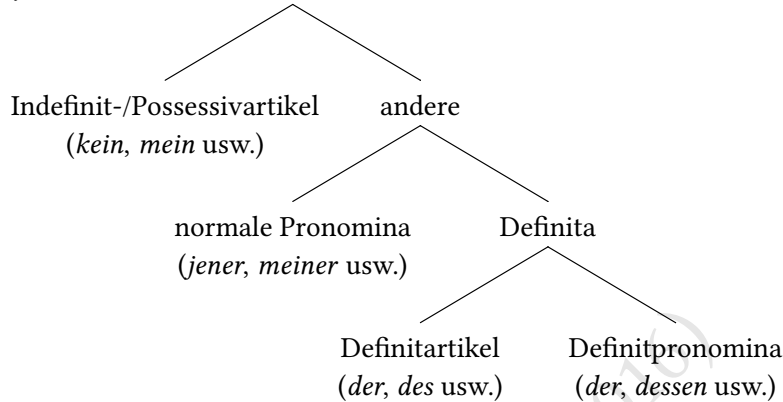 Indefinit-/Possessivartikel andere
(kein, mein usw.)
normale Pronomina Definita
(jener, meiner usw.)
Definitartikel Definitpronomina
(der, des usw.) (der, dessen usw.)